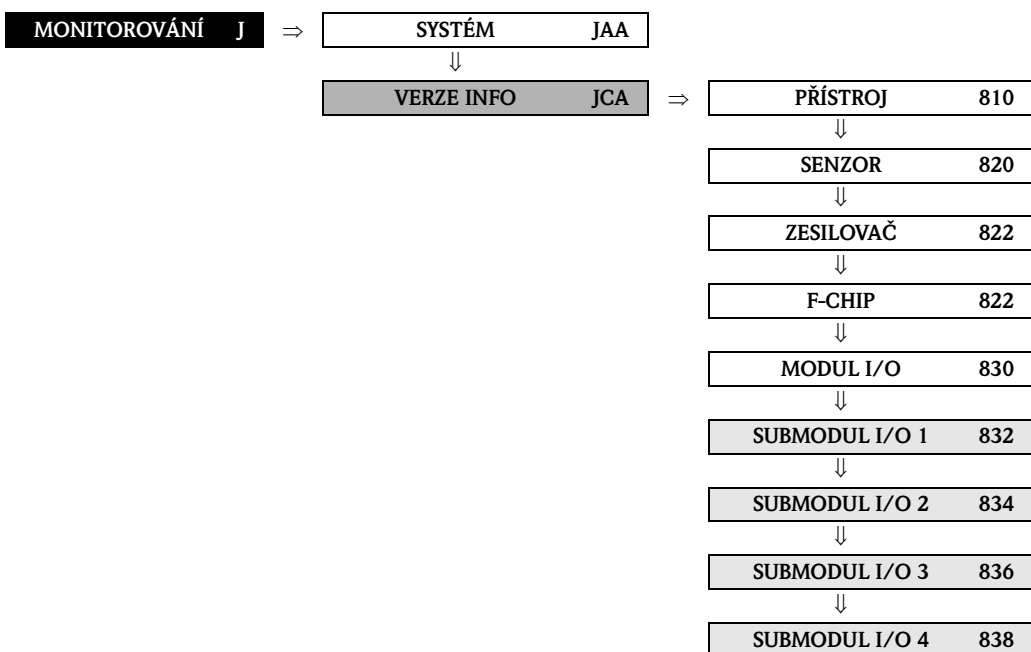 MONITOROVÁNÍ J ⇒ SYSTÉM JAA
⇓
VERZE INFO JCA ⇒ PŘÍSTROJ 810
⇓
SENZOR 820
⇓
ZESILOVAČ 822
⇓
F-CHIP 822
⇓
MODUL I/O 830
⇓
SUBMODUL I/O 1 832
⇓
SUBMODUL I/O 2 834
⇓
SUBMODUL I/O 3 836
⇓
SUBMODUL I/O 4 838